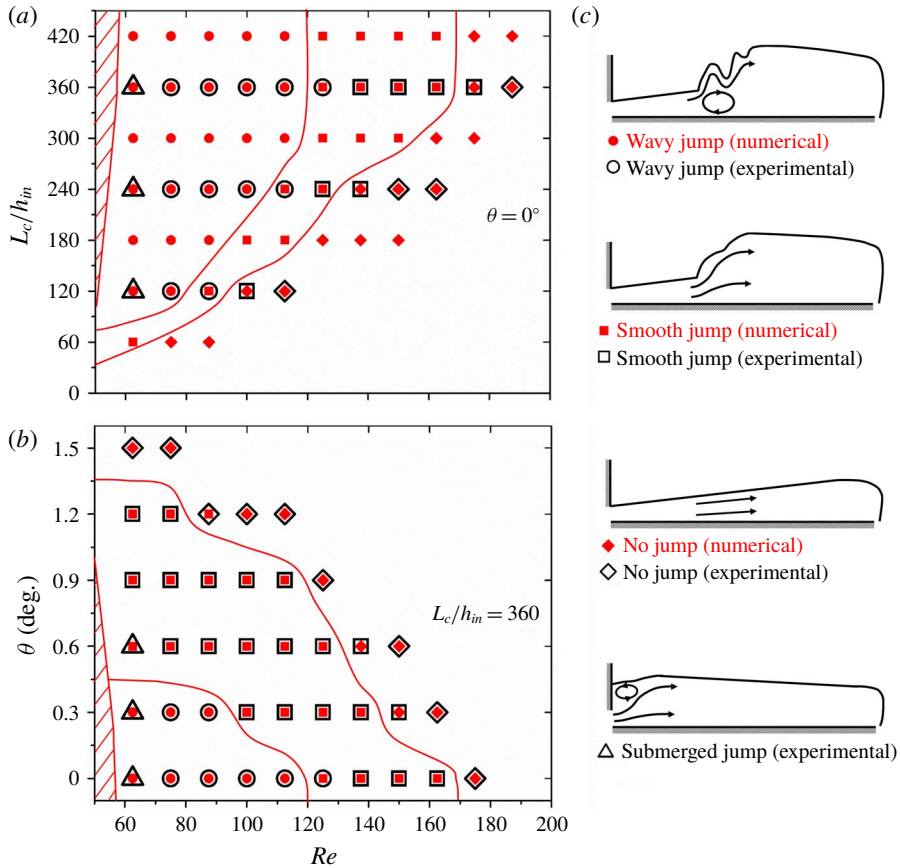 (a)
420
360
300
240
180
120
60
0
L_c/h_in
θ = 0°
(b)
1.5
1.2
0.9
0.6
0.3
0
θ (deg.)
L_c/h_in = 360
60 80 100 120 140 160 180 200
Re
(c)
Wavy jump (numerical)
Wavy jump (experimental)
Smooth jump (numerical)
Smooth jump (experimental)
No jump (numerical)
No jump (experimental)
Submerged jump (experimental)